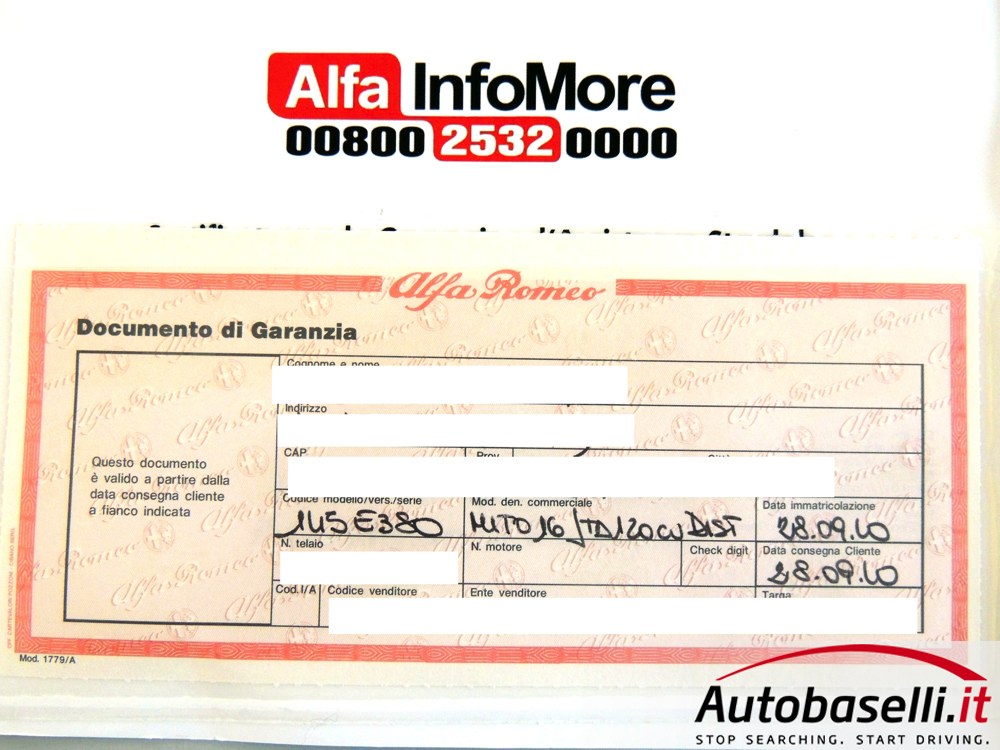 Alfa InfoMore
00800 2532 0000
Alfa Romeo
Documento di Garanzia
Cognome e nome
Indirizzo
CAP Prov
Questo documento
è valido a partire dalla
data consegna cliente
a fianco indicata
Codice modello/vers./serie Mod. den. commerciale Data immatricolazione
145E380 MITO 16 JTD 120 cv DIST 28.09.10
N. telaio N. motore Check digit Data consegna Cliente
28.09.10
Cod. I/A Códice venditore Ente venditore Targa
Mod. 1779/A
Autobaselli.it
STOP SEARCHING. START DRIVING.